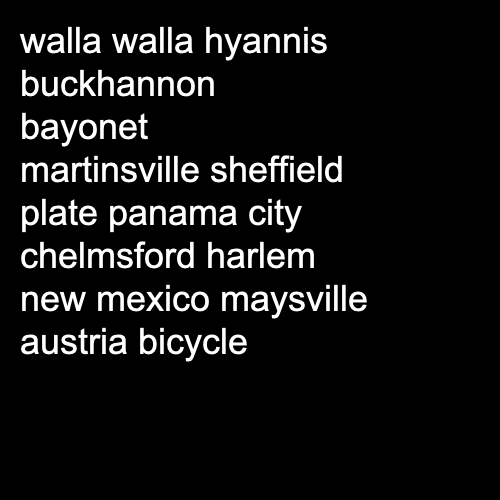 walla walla hyannis
buckhannon
bayonet
martinsville sheffield
plate panama city
chelmsford harlem
new mexico maysville
austria bicycle